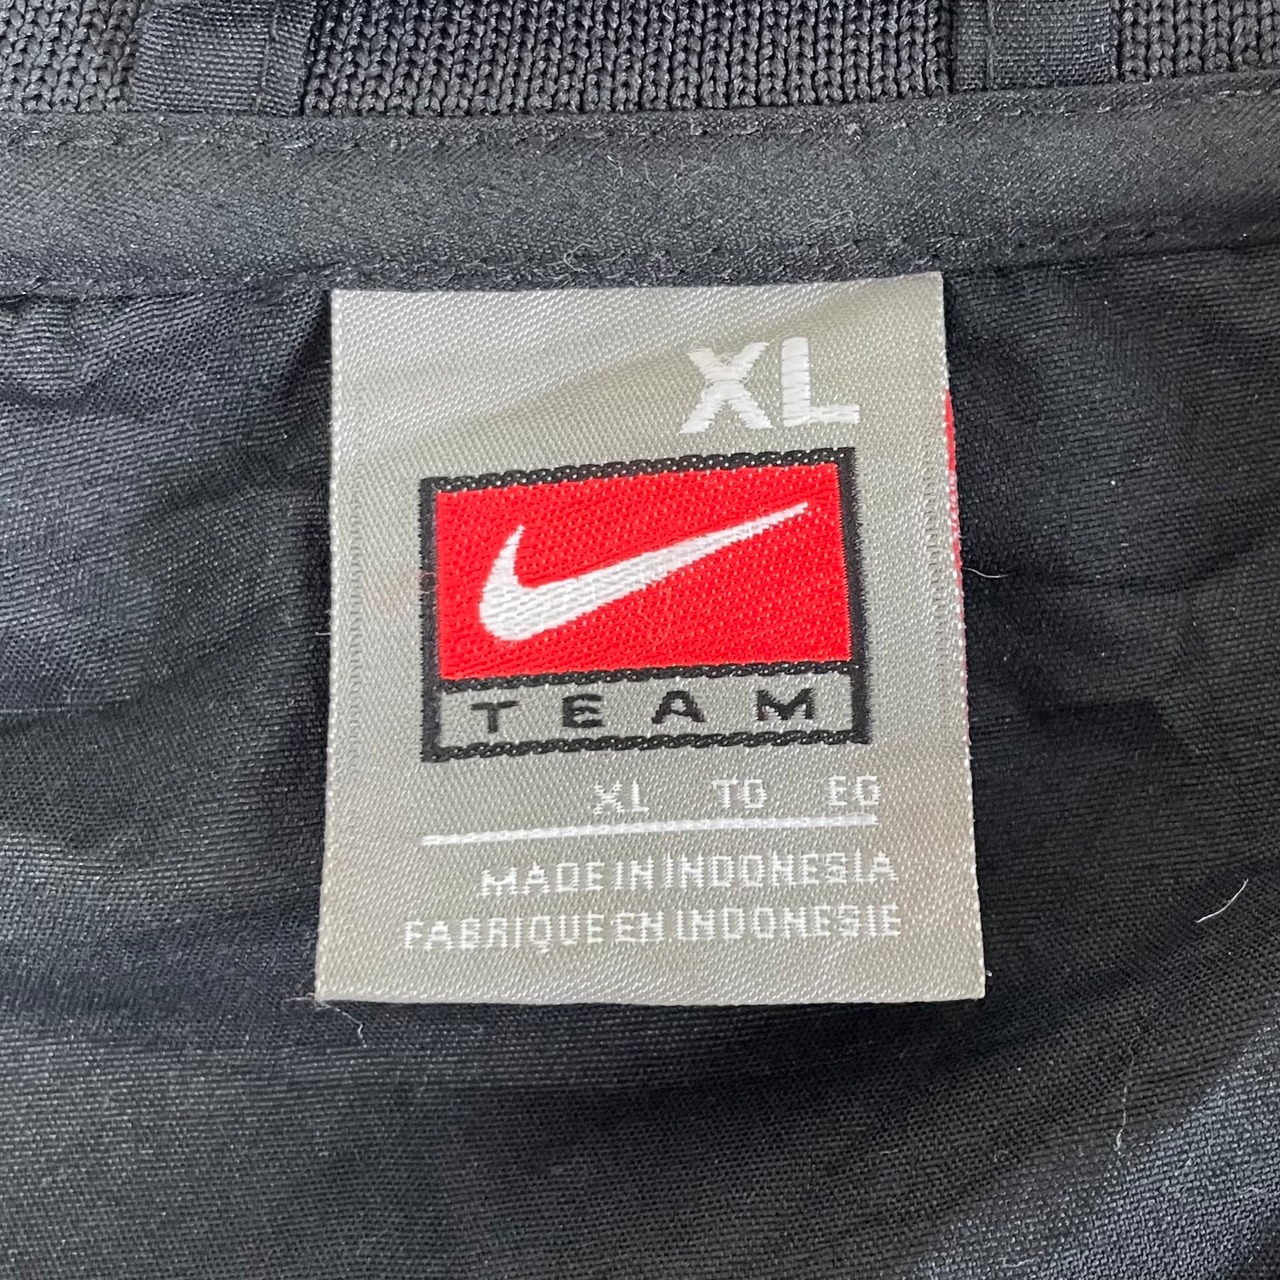 XL
TEAM
XL TG EG
MADE IN INDONESIA
FABRIQUE EN INDONESIE